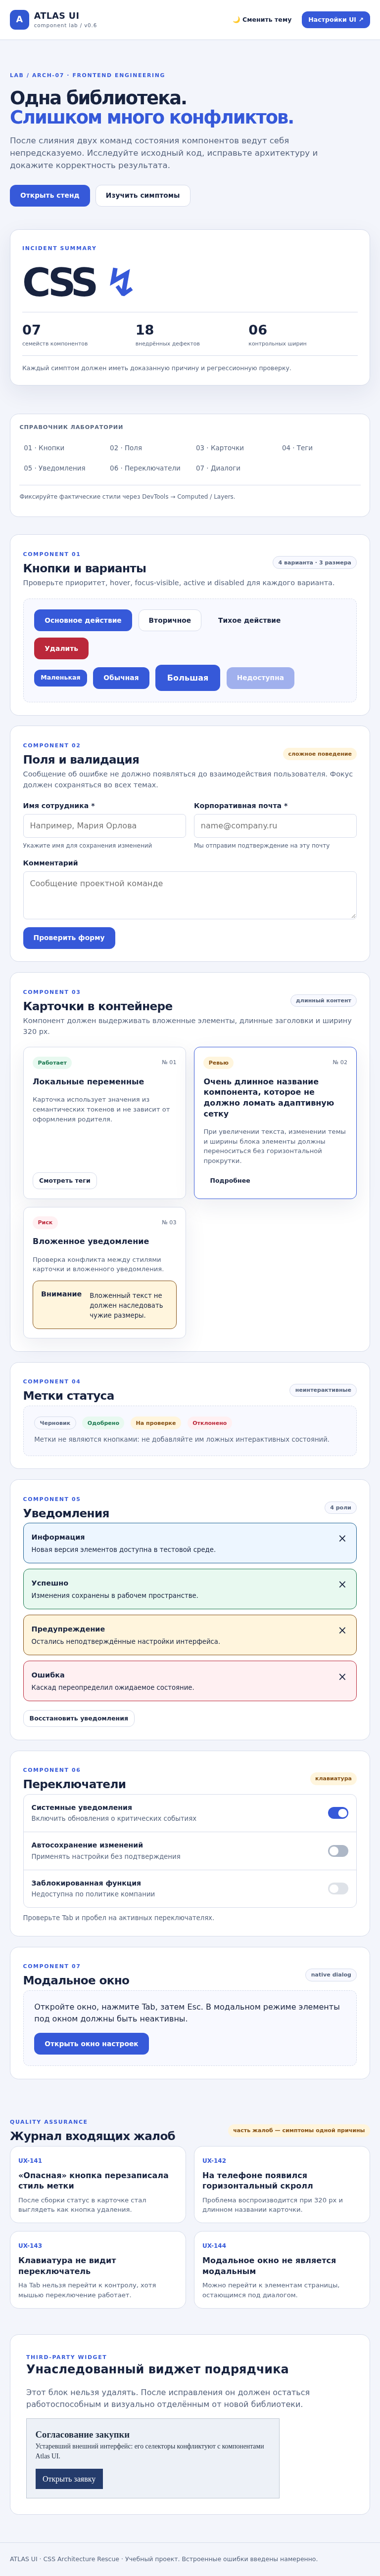 A
ATLAS UI
component lab / v0.6
🌙 Сменить тему
Настройки UI ↗
LAB / ARCH-07 · FRONTEND ENGINEERING
Одна библиотека.
Слишком много конфликтов.
После слияния двух команд состояния компонентов ведут себя
непредсказуемо. Исследуйте исходный код, исправьте архитектуру и
докажите корректность результата.
Открыть стенд
Изучить симптомы
INCIDENT SUMMARY
CSS ↯
07
семейств компонентов
18
внедрённых дефектов
06
контрольных ширин
Каждый симптом должен иметь доказанную причину и регрессионную проверку.
СПРАВОЧНИК ЛАБОРАТОРИИ
01 · Кнопки
02 · Поля
03 · Карточки
04 · Теги
05 · Уведомления
06 · Переключатели
07 · Диалоги
Фиксируйте фактические стили через DevTools → Computed / Layers.
COMPONENT 01
Кнопки и варианты
4 варианта · 3 размера
Проверьте приоритет, hover, focus-visible, active и disabled для каждого варианта.
Основное действие
Вторичное
Тихое действие
Удалить
Маленькая
Обычная
Большая
Недоступна
COMPONENT 02
Поля и валидация
сложное поведение
Сообщение об ошибке не должно появляться до взаимодействия пользователя. Фокус
должен сохраняться во всех темах.
Имя сотрудника *
Корпоративная почта *
Например, Мария Орлова
name@company.ru
Укажите имя для сохранения изменений
Мы отправим подтверждение на эту почту
Комментарий
Сообщение проектной команде
Проверить форму
COMPONENT 03
Карточки в контейнере
длинный контент
Компонент должен выдерживать вложенные элементы, длинные заголовки и ширину
320 px.
Работает
№ 01
Локальные переменные
Карточка использует значения из
семантических токенов и не зависит от
оформления родителя.
Смотреть теги
Ревью
№ 02
Очень длинное название
компонента, которое не
должно ломать адаптивную
сетку
При увеличении текста, изменении темы
и ширины блока элементы должны
переноситься без горизонтальной
прокрутки.
Подробнее
Риск
№ 03
Вложенное уведомление
Проверка конфликта между стилями
карточки и вложенного уведомления.
Внимание
Вложенный текст не
должен наследовать
чужие размеры.
COMPONENT 04
Метки статуса
неинтерактивные
Черновик
Одобрено
На проверке
Отклонено
Метки не являются кнопками: не добавляйте им ложных интерактивных состояний.
COMPONENT 05
Уведомления
4 роли
Информация
Новая версия элементов доступна в тестовой среде.
×
Успешно
Изменения сохранены в рабочем пространстве.
×
Предупреждение
Остались неподтверждённые настройки интерфейса.
×
Ошибка
Каскад переопределил ожидаемое состояние.
×
Восстановить уведомления
COMPONENT 06
Переключатели
клавиатура
Системные уведомления
Включить обновления о критических событиях
Автосохранение изменений
Применять настройки без подтверждения
Заблокированная функция
Недоступна по политике компании
Проверьте Tab и пробел на активных переключателях.
COMPONENT 07
Модальное окно
native dialog
Откройте окно, нажмите Tab, затем Esc. В модальном режиме элементы
под окном должны быть неактивны.
Открыть окно настроек
QUALITY ASSURANCE
Журнал входящих жалоб
часть жалоб — симптомы одной причины
UX-141
«Опасная» кнопка перезаписала
стиль метки
После сборки статус в карточке стал
выглядеть как кнопка удаления.
UX-142
На телефоне появился
горизонтальный скролл
Проблема воспроизводится при 320 px и
длинном названии карточки.
UX-143
Клавиатура не видит
переключатель
На Tab нельзя перейти к контролу, хотя
мышью переключение работает.
UX-144
Модальное окно не является
модальным
Можно перейти к элементам страницы,
остающимся под диалогом.
THIRD-PARTY WIDGET
Унаследованный виджет подрядчика
Этот блок нельзя удалять. После исправления он должен остаться
работоспособным и визуально отделённым от новой библиотеки.
Согласование закупки
Устаревший внешний интерфейс: его селекторы конфликтуют с компонентами
Atlas UI.
Открыть заявку
ATLAS UI · CSS Architecture Rescue · Учебный проект. Встроенные ошибки введены намеренно.